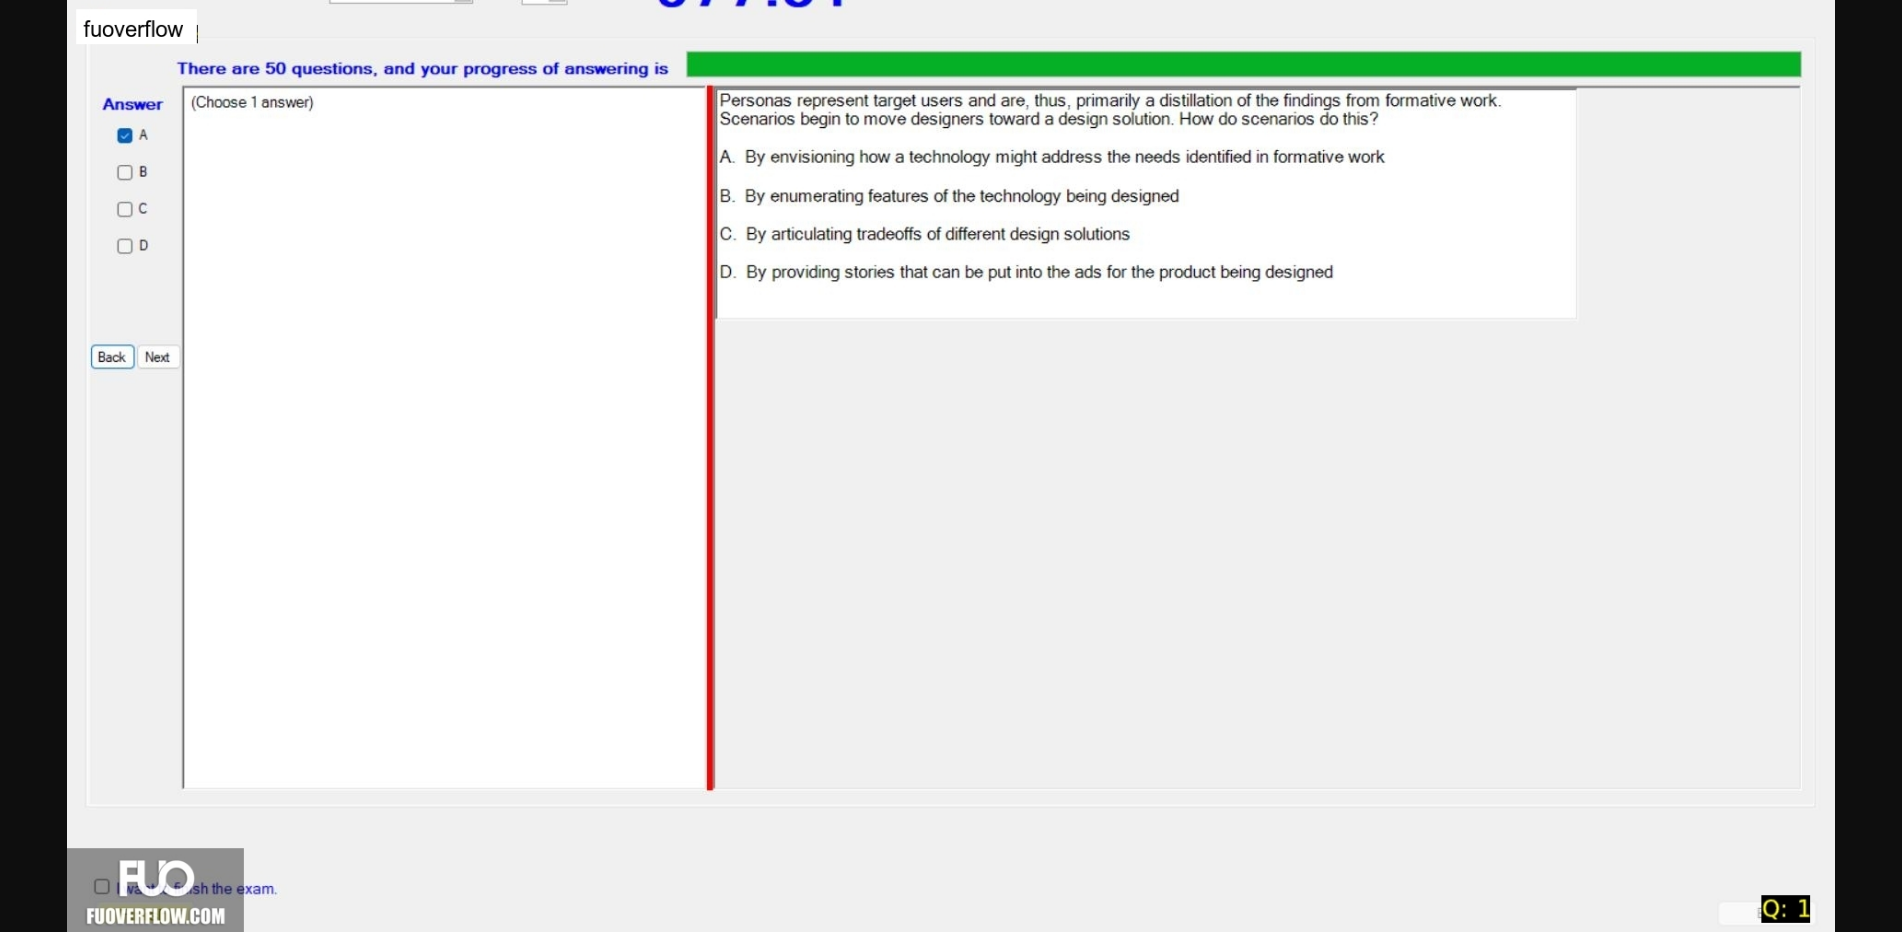 fuoverflow
There are 50 questions, and your progress of answering is
Answer
A
B
C
D
Back Next
(Choose 1 answer)
Personas represent target users and are, thus, primarily a distillation of the findings from formative work.
Scenarios begin to move designers toward a design solution. How do scenarios do this?
A. By envisioning how a technology might address the needs identified in formative work
B. By enumerating features of the technology being designed
C. By articulating tradeoffs of different design solutions
D. By providing stories that can be put into the ads for the product being designed
FUO
the exam.
FUOVERFLOW.COM
Q: 1